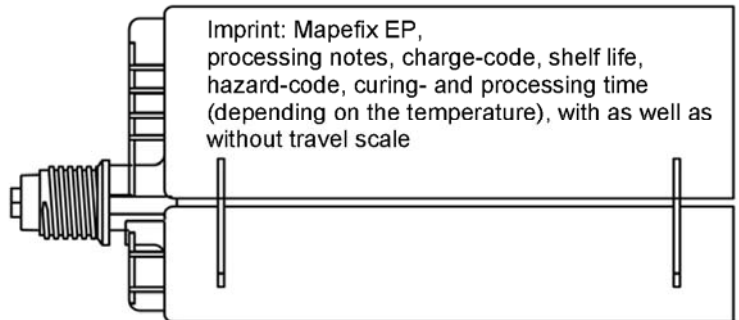 Imprint: Mapefix EP,
processing notes, charge-code, shelf life,
hazard-code, curing- and processing time
(depending on the temperature), with as well as
without travel scale